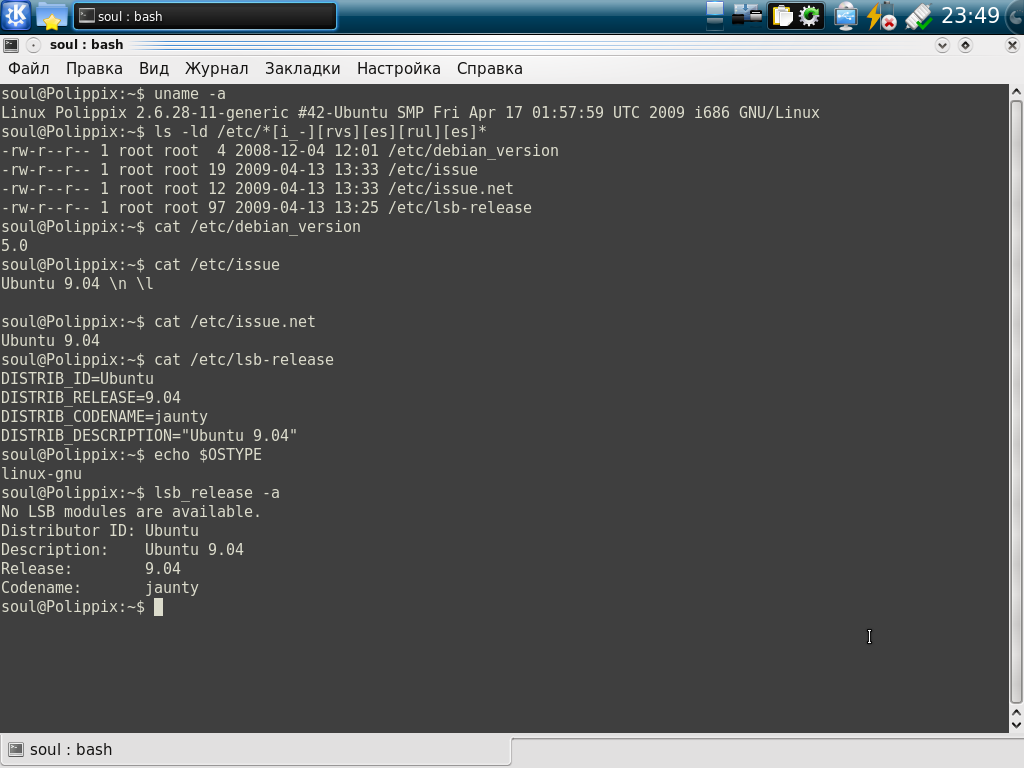 soul : bash
23:49
soul : bash
Файл Правка Вид Журнал Закладки Настройка Справка
soul@Polippix:~$ uname -a
Linux Polippix 2.6.28-11-generic #42-Ubuntu SMP Fri Apr 17 01:57:59 UTC 2009 i686 GNU/Linux
soul@Polippix:~$ ls -ld /etc/*[i_-][rvs][es][rul][es]*
-rw-r--r-- 1 root root  4 2008-12-04 12:01 /etc/debian_version
-rw-r--r-- 1 root root 19 2009-04-13 13:33 /etc/issue
-rw-r--r-- 1 root root 12 2009-04-13 13:33 /etc/issue.net
-rw-r--r-- 1 root root 97 2009-04-13 13:25 /etc/lsb-release
soul@Polippix:~$ cat /etc/debian_version
5.0
soul@Polippix:~$ cat /etc/issue
Ubuntu 9.04 \n \l
soul@Polippix:~$ cat /etc/issue.net
Ubuntu 9.04
soul@Polippix:~$ cat /etc/lsb-release
DISTRIB_ID=Ubuntu
DISTRIB_RELEASE=9.04
DISTRIB_CODENAME=jaunty
DISTRIB_DESCRIPTION="Ubuntu 9.04"
soul@Polippix:~$ echo $OSTYPE
linux-gnu
soul@Polippix:~$ lsb_release -a
No LSB modules are available.
Distributor ID: Ubuntu
Description:    Ubuntu 9.04
Release:        9.04
Codename:       jaunty
soul@Polippix:~$
soul : bash